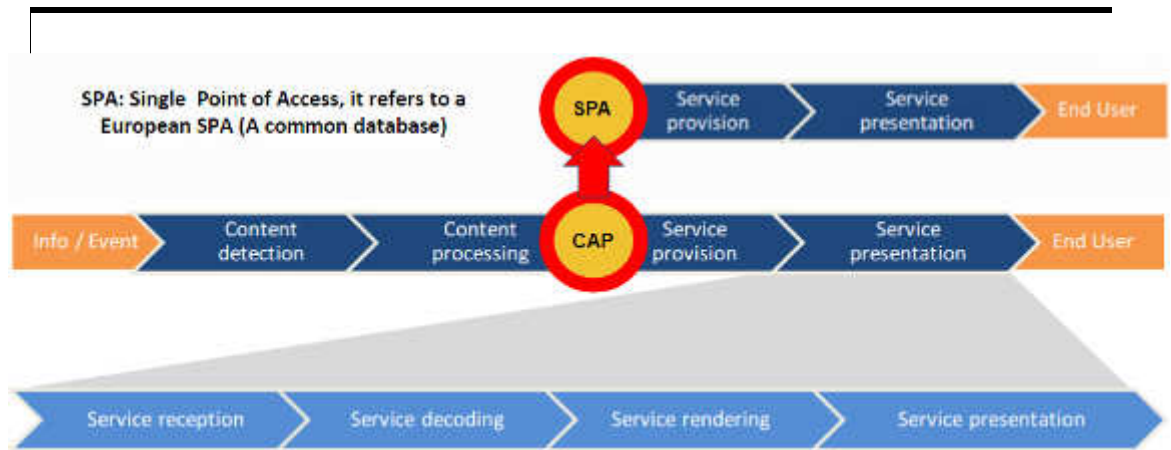 SPA: Single Point of Access, it refers to a
European SPA (A common database)
SPA
Service
provision
Service
presentation
End User
Info / Event
Content
detection
Content
processing
CAP
Service
provision
Service
presentation
End User
Service reception
Service decoding
Service rendering
Service presentation